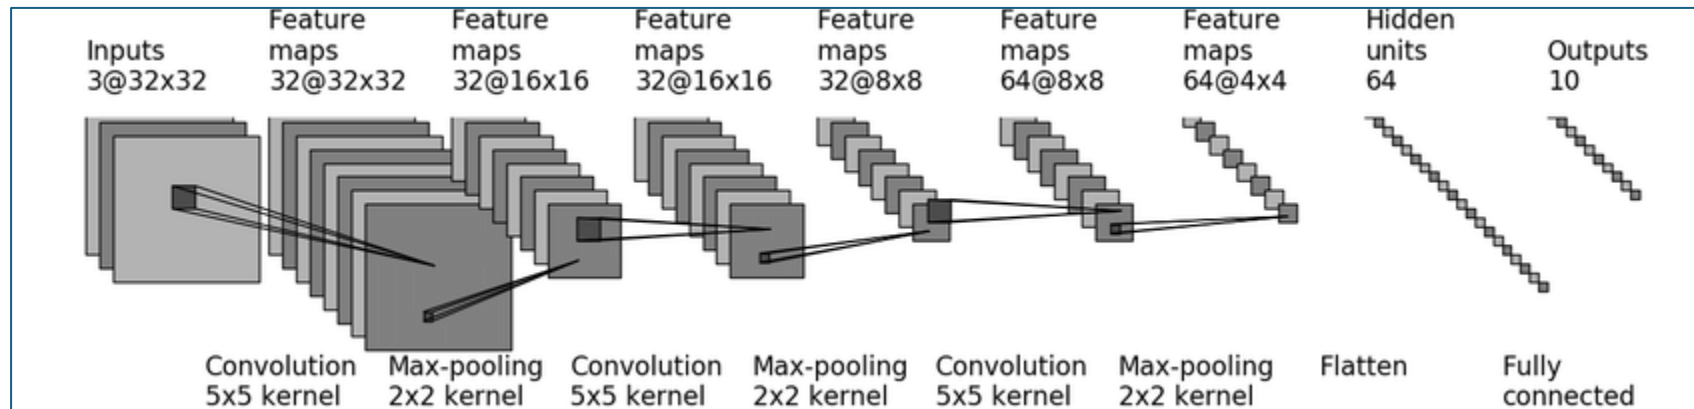 Inputs
3@32x32
Feature
maps
32@32x32
Feature
maps
32@16x16
Feature
maps
32@16x16
Feature
maps
32@8x8
Feature
maps
64@8x8
Feature
maps
64@4x4
Hidden
units
64
Outputs
10
Convolution
5x5 kernel
Max-pooling
2x2 kernel
Convolution
5x5 kernel
Max-pooling
2x2 kernel
Convolution
5x5 kernel
Max-pooling
2x2 kernel
Flatten
Fully
connected